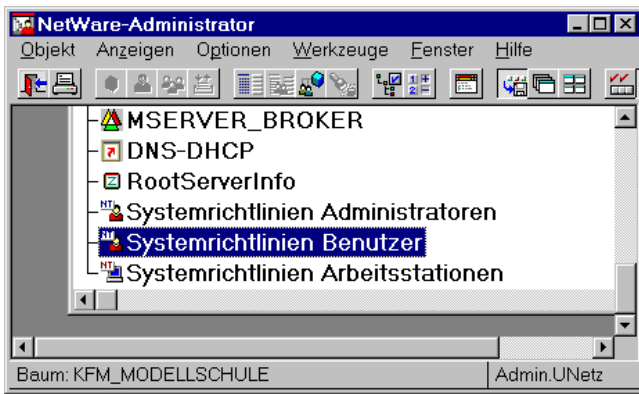 NetWare-Administrator
Objekt Anzeigen Optionen Werkzeuge Fenster Hilfe
MSERVER_BROKER
DNS-DHCP
RootServerInfo
Systemrichtlinien Administratoren
Systemrichtlinien Benutzer
Systemrichtlinien Arbeitsstationen
Baum: KFM_MODELLSCHULE Admin.UNetz